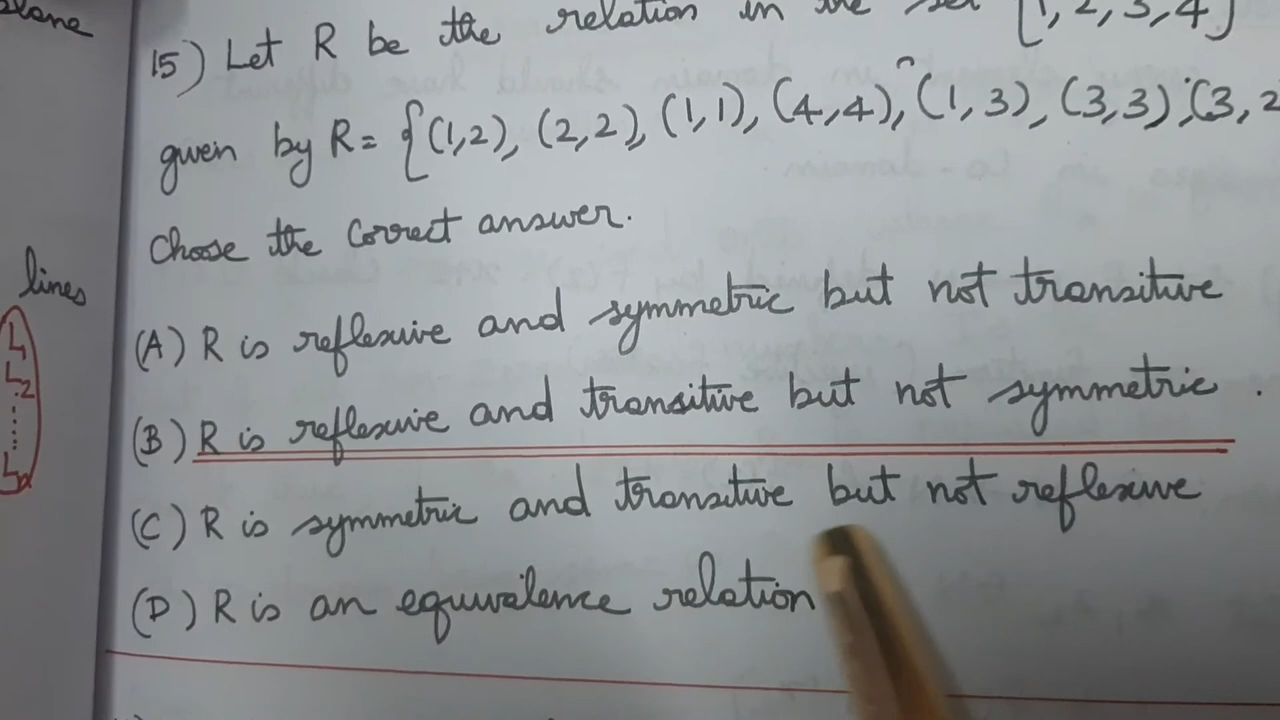 15) Let R be the relation in the set {1, 2, 3, 4}
given by R = {(1,2), (2,2), (1,1), (4,4), (1,3), (3,3), (3,2
Choose the correct answer.
(A) R is reflexive and symmetric but not transitive
(B) R is reflexive and transitive but not symmetric.
(C) R is symmetric and transitive but not reflexive
(D) R is an equivalence relation
lines
L1
L2